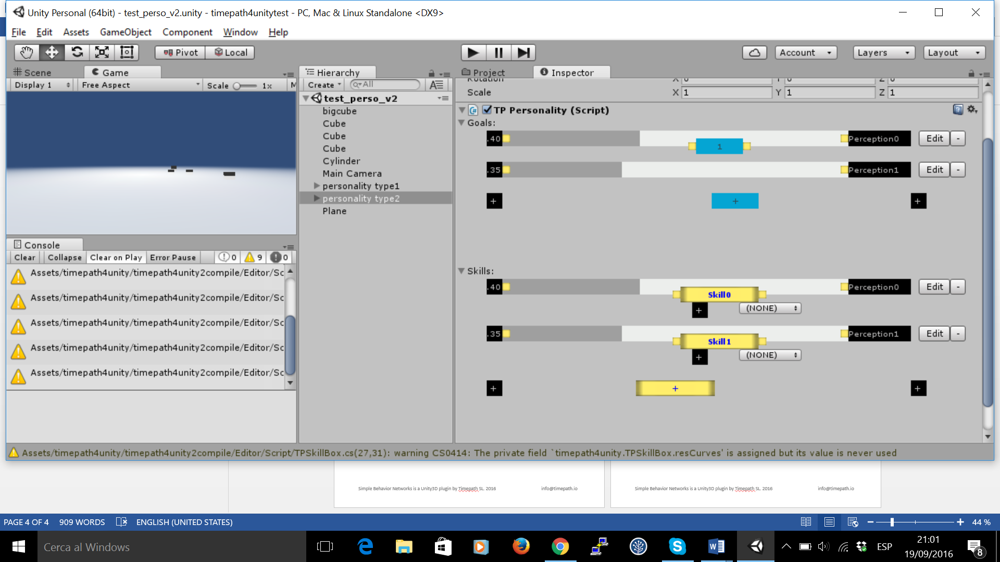 Unity Personal (64bit) - test_perso_v2.unity - timepath4unitytest - PC, Mac & Linux Standalone <DX9>
File Edit Assets GameObject Component Window Help
Pivot Local Account Layers Layout
Scene Game
Display 1 Free Aspect Scale 1x M
Hierarchy
Create All
test_perso_v2
bigcube
Cube
Cube
Cube
Cylinder
Main Camera
personality type1
personality type2
Plane
Project Inspector
Rotation X 0 Y 0 Z 0
Scale X 1 Y 1 Z 1
TP Personality (Script)
Goals:
.40 Perception0 Edit -
1
.35 Perception1 Edit -
+ + +
Skills:
.40 Perception0 Edit -
Skill0
+ (NONE)
.35 Perception1 Edit -
Skill1
+ (NONE)
+ + +
Console
Clear Collapse Clear on Play Error Pause 0 9 0
Assets/timepath4unity/timepath4unity2compile/Editor/Sc
Assets/timepath4unity/timepath4unity2compile/Editor/Sc
Assets/timepath4unity/timepath4unity2compile/Editor/Sc
Assets/timepath4unity/timepath4unity2compile/Editor/Sc
Assets/timepath4unity/timepath4unity2compile/Editor/Sc
Assets/timepath4unity/timepath4unity2compile/Editor/Script/TPSkillBox.cs(27,31): warning CS0414: The private field `timepath4unity.TPSkillBox.resCurves' is assigned but its value is never used
Simple Behavior Networks is a Unity3D plugin by Timepath SL. 2016 info@timepath.io
Simple Behavior Networks is a Unity3D plugin by Timepath SL. 2016 info@timepath.io
PAGE 4 OF 4 909 WORDS ENGLISH (UNITED STATES) 44 %
Cerca al Windows
ESP
21:01
19/09/2016
8